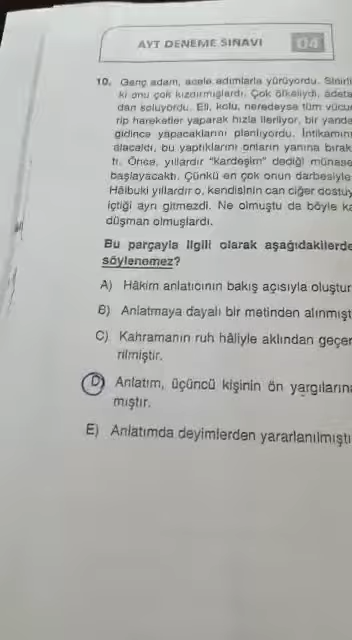 AYT DENEME SINAVI 04
10. Genç adam, acele adımlarla yürüyordu. Sinirli
ki onu çok kızdırmışlardı. Çok öfkeliydi, âdeta
dan soluyordu. Eli, kolu, neredeyse tüm vücu
rip hareketler yaparak hızla ilerliyor, bir yanda
gidince yapacaklarını planlıyordu. İntikamını
alacaktı, bu yaptıklarını onların yanına bırak
tı. Önce, yıllardır "kardeşim" dediği
başlayacaktı. Çünkü en çok onun darbesiyle
Hâlbuki yıllardır o, kendisinin can ciğer dostuy
içtiği ayrı gitmezdi. Ne olmuştu da böyle ka
düşman olmuşlardı.
Bu parçayla ilgili olarak aşağıdakilerde
söylenemez?
A) Hâkim anlatıcının bakış açısıyla oluştur
B) Anlatmaya dayalı bir metinden alınmışt
C) Kahramanın ruh hâliyle aklından geçer
rilmiştir.
D) Anlatım, üçüncü kişinin ön yargıların
mıştır.
E) Anlatımda deyimlerden yararlanılmıştı